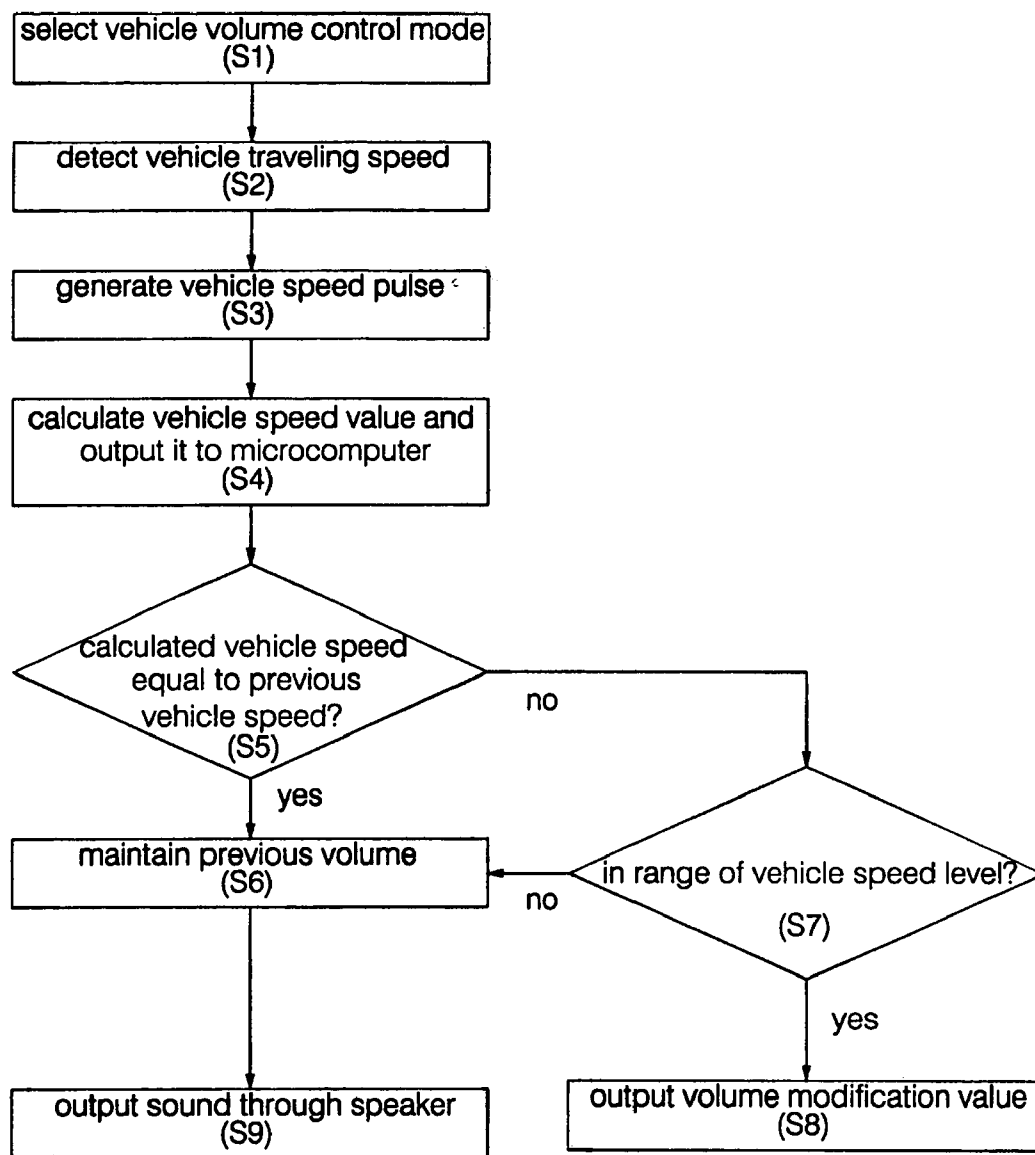 select vehicle volume control mode
(S1)
detect vehicle traveling speed
(S2)
generate vehicle speed pulse
(S3)
calculate vehicle speed value and
output it to microcomputer
(S4)
calculated vehicle speed
equal to previous
vehicle speed?
(S5)
no
yes
maintain previous volume
(S6)
in range of vehicle speed level?
(S7)
no
yes
output sound through speaker
(S9)
output volume modification value
(S8)